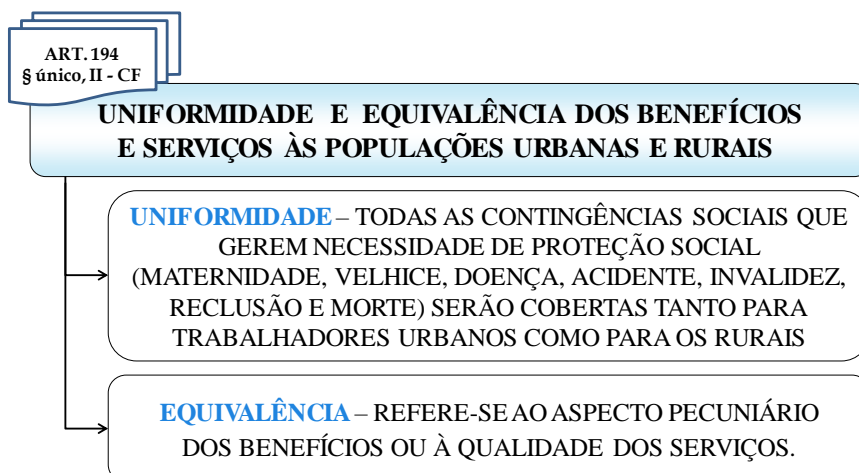 ART. 194
§ único, II - CF
UNIFORMIDADE E EQUIVALÊNCIA DOS BENEFÍCIOS
E SERVIÇOS ÀS POPULAÇÕES URBANAS E RURAIS
UNIFORMIDADE – TODAS AS CONTINGÊNCIAS SOCIAIS QUE
GEREM NECESSIDADE DE PROTEÇÃO SOCIAL
(MATERNIDADE, VELHICE, DOENÇA, ACIDENTE, INVALIDEZ,
RECLUSÃO E MORTE) SERÃO COBERTAS TANTO PARA
TRABALHADORES URBANOS COMO PARA OS RURAIS
EQUIVALÊNCIA – REFERE-SE AO ASPECTO PECUNIÁRIO
DOS BENEFÍCIOS OU À QUALIDADE DOS SERVIÇOS.